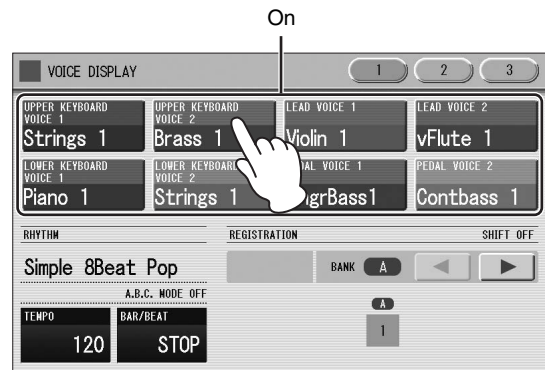 On
VOICE DISPLAY
1 2 3
UPPER KEYBOARD VOICE 1
Strings 1
UPPER KEYBOARD VOICE 2
Brass 1
LEAD VOICE 1
Violin 1
LEAD VOICE 2
vFlute 1
LOWER KEYBOARD VOICE 1
Piano 1
LOWER KEYBOARD VOICE 2
Strings 1
VOICE 1
PEDAL VOICE 2
Contbass 1
RHYTHM
REGISTRATION
SHIFT OFF
Simple 8Beat Pop
BANK A
A.B.C. MODE OFF
A
TEMPO
120
BAR/BEAT
STOP
1